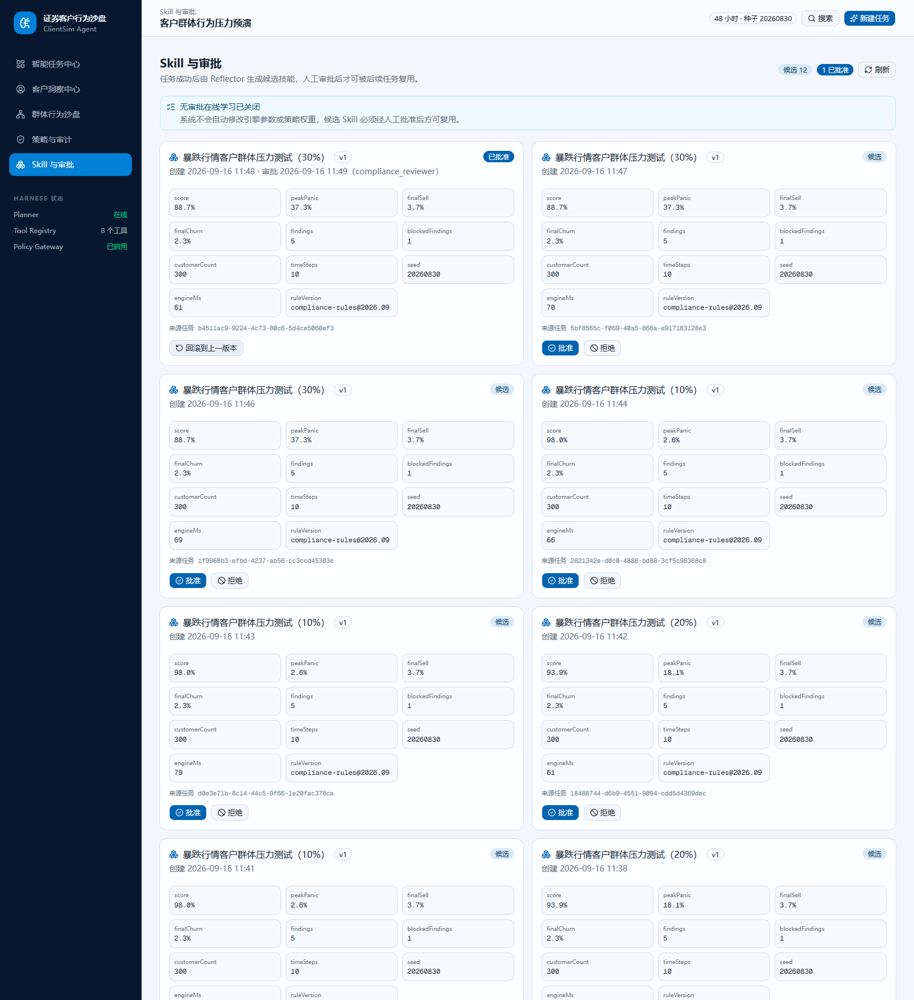 证券客户行为沙盘
ClientSim Agent
智能任务中心
客户洞察中心
群体行为沙盘
策略与审计
Skill 与审批
HARNESS 状态
Planner 在线
Tool Registry 8 个工具
Policy Gateway 已启用
Skill 与审批
客户群体行为压力预演
48 小时 · 种子 20260830
搜索
新建任务
Skill 与审批
任务成功后由 Reflector 生成候选技能，人工审批后才可被后续任务复用。
候选 12
1 已批准
刷新
无审批在线学习已关闭
系统不会自动修改引擎参数或策略权重，候选 Skill 必须经人工批准后方可复用。
暴跌行情客户群体压力测试（30%） v1 已批准
创建 2026-09-16 11:48 · 审批 2026-09-16 11:49（compliance_reviewer）
score peakPanic finalSell
88.7% 37.3% 3.7%
finalChurn findings blockedFindings
2.3% 5 1
customerCount timeSteps seed
300 10 20260830
engineMs ruleVersion
61 compliance-rules@2026.09
来源任务 b4511ac9-9224-4c73-80c6-5d4ce5060ef3
回滚到上一版本
暴跌行情客户群体压力测试（30%） v1 候选
创建 2026-09-16 11:47
score peakPanic finalSell
88.7% 37.3% 3.7%
finalChurn findings blockedFindings
2.3% 5 1
customerCount timeSteps seed
300 10 20260830
engineMs ruleVersion
70 compliance-rules@2026.09
来源任务 5bf8565c-f069-40a5-866a-e917183128e3
批准 拒绝
暴跌行情客户群体压力测试（30%） v1 候选
创建 2026-09-16 11:46
score peakPanic finalSell
88.7% 37.3% 3.7%
finalChurn findings blockedFindings
2.3% 5 1
customerCount timeSteps seed
300 10 20260830
engineMs ruleVersion
69 compliance-rules@2026.09
来源任务 1f9968b3-efbd-4237-ab56-cc3ccd45303e
批准 拒绝
暴跌行情客户群体压力测试（10%） v1 候选
创建 2026-09-16 11:44
score peakPanic finalSell
98.0% 2.6% 3.7%
finalChurn findings blockedFindings
2.3% 5 1
customerCount timeSteps seed
300 10 20260830
engineMs ruleVersion
66 compliance-rules@2026.09
来源任务 2821342e-d0c0-4888-bd88-3cf5c98368c8
批准 拒绝
暴跌行情客户群体压力测试（10%） v1 候选
创建 2026-09-16 11:43
score peakPanic finalSell
98.0% 2.6% 3.7%
finalChurn findings blockedFindings
2.3% 5 1
customerCount timeSteps seed
300 10 20260830
engineMs ruleVersion
79 compliance-rules@2026.09
来源任务 d0e3e71b-8c14-44c5-9f66-1e20fac378ca
批准 拒绝
暴跌行情客户群体压力测试（20%） v1 候选
创建 2026-09-16 11:42
score peakPanic finalSell
93.9% 18.1% 3.7%
finalChurn findings blockedFindings
2.3% 5 1
customerCount timeSteps seed
300 10 20260830
engineMs ruleVersion
61 compliance-rules@2026.09
来源任务 18488744-d6b9-4551-9094-cdd5d4369dec
批准 拒绝
暴跌行情客户群体压力测试（10%） v1 候选
创建 2026-09-16 11:41
score peakPanic finalSell
98.0% 2.6% 3.7%
finalChurn findings blockedFindings
2.3% 5 1
customerCount timeSteps seed
300 10 20260830
engineMs ruleVersion
暴跌行情客户群体压力测试（20%） v1 候选
创建 2026-09-16 11:38
score peakPanic finalSell
93.9% 18.1% 3.7%
finalChurn findings blockedFindings
2.3% 5 1
customerCount timeSteps seed
300 10 20260830
engineMs ruleVersion